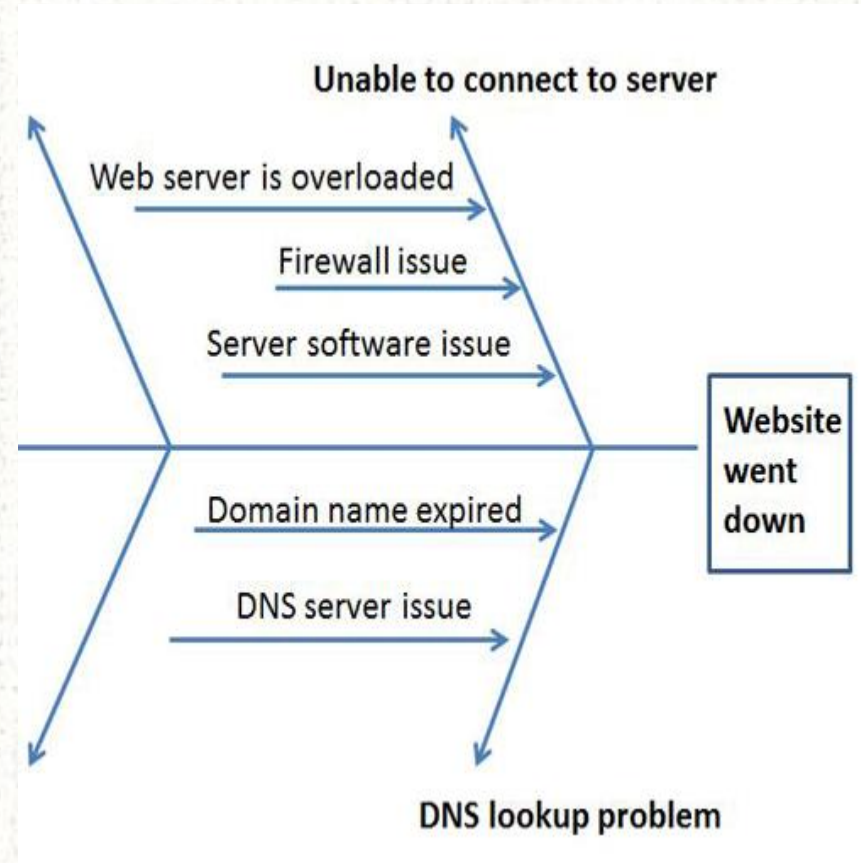 Unable to connect to server
Web server is overloaded
Firewall issue
Server software issue
Website
went
down
Domain name expired
DNS server issue
DNS lookup problem